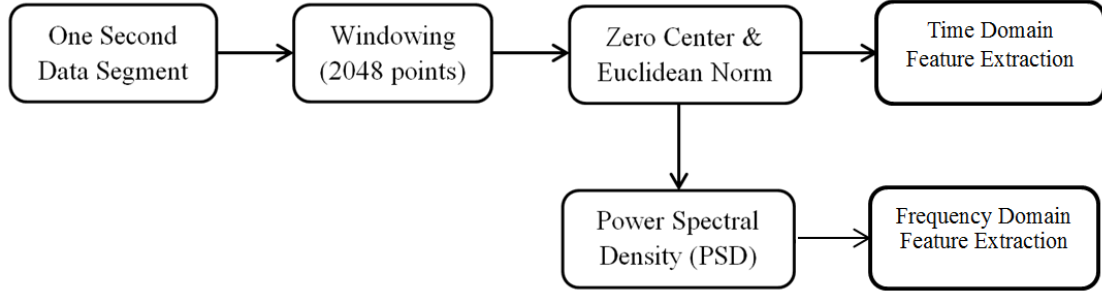 One Second
Data Segment
Windowing
(2048 points)
Zero Center &
Euclidean Norm
Time Domain
Feature Extraction
Power Spectral
Density (PSD)
Frequency Domain
Feature Extraction